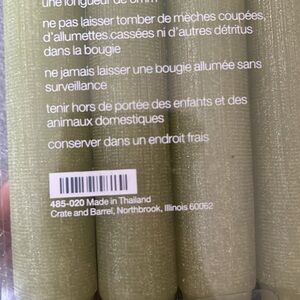 une longueur de 6mm
ne pas laisser tomber de mèches coupées,
d'allumettes cassées ni d'autres détritus
dans la bougie
ne jamais laisser une bougie allumée sans
surveillance
tenir hors de portée des enfants et des
animaux domestiques
conserver dans un endroit frais
485-020 Made in Thailand
Crate and Barrel, Northbrook, Illinois 60062